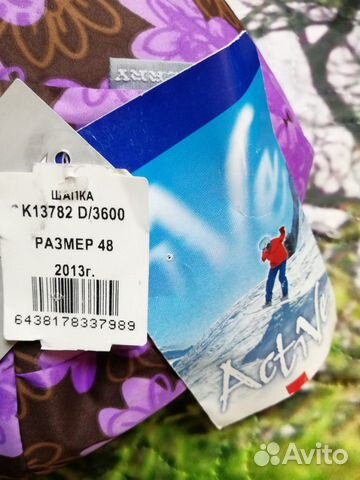 ШАПКА
K13782 D/3600
РАЗМЕР 48
2013г.
6438178337989
Avito